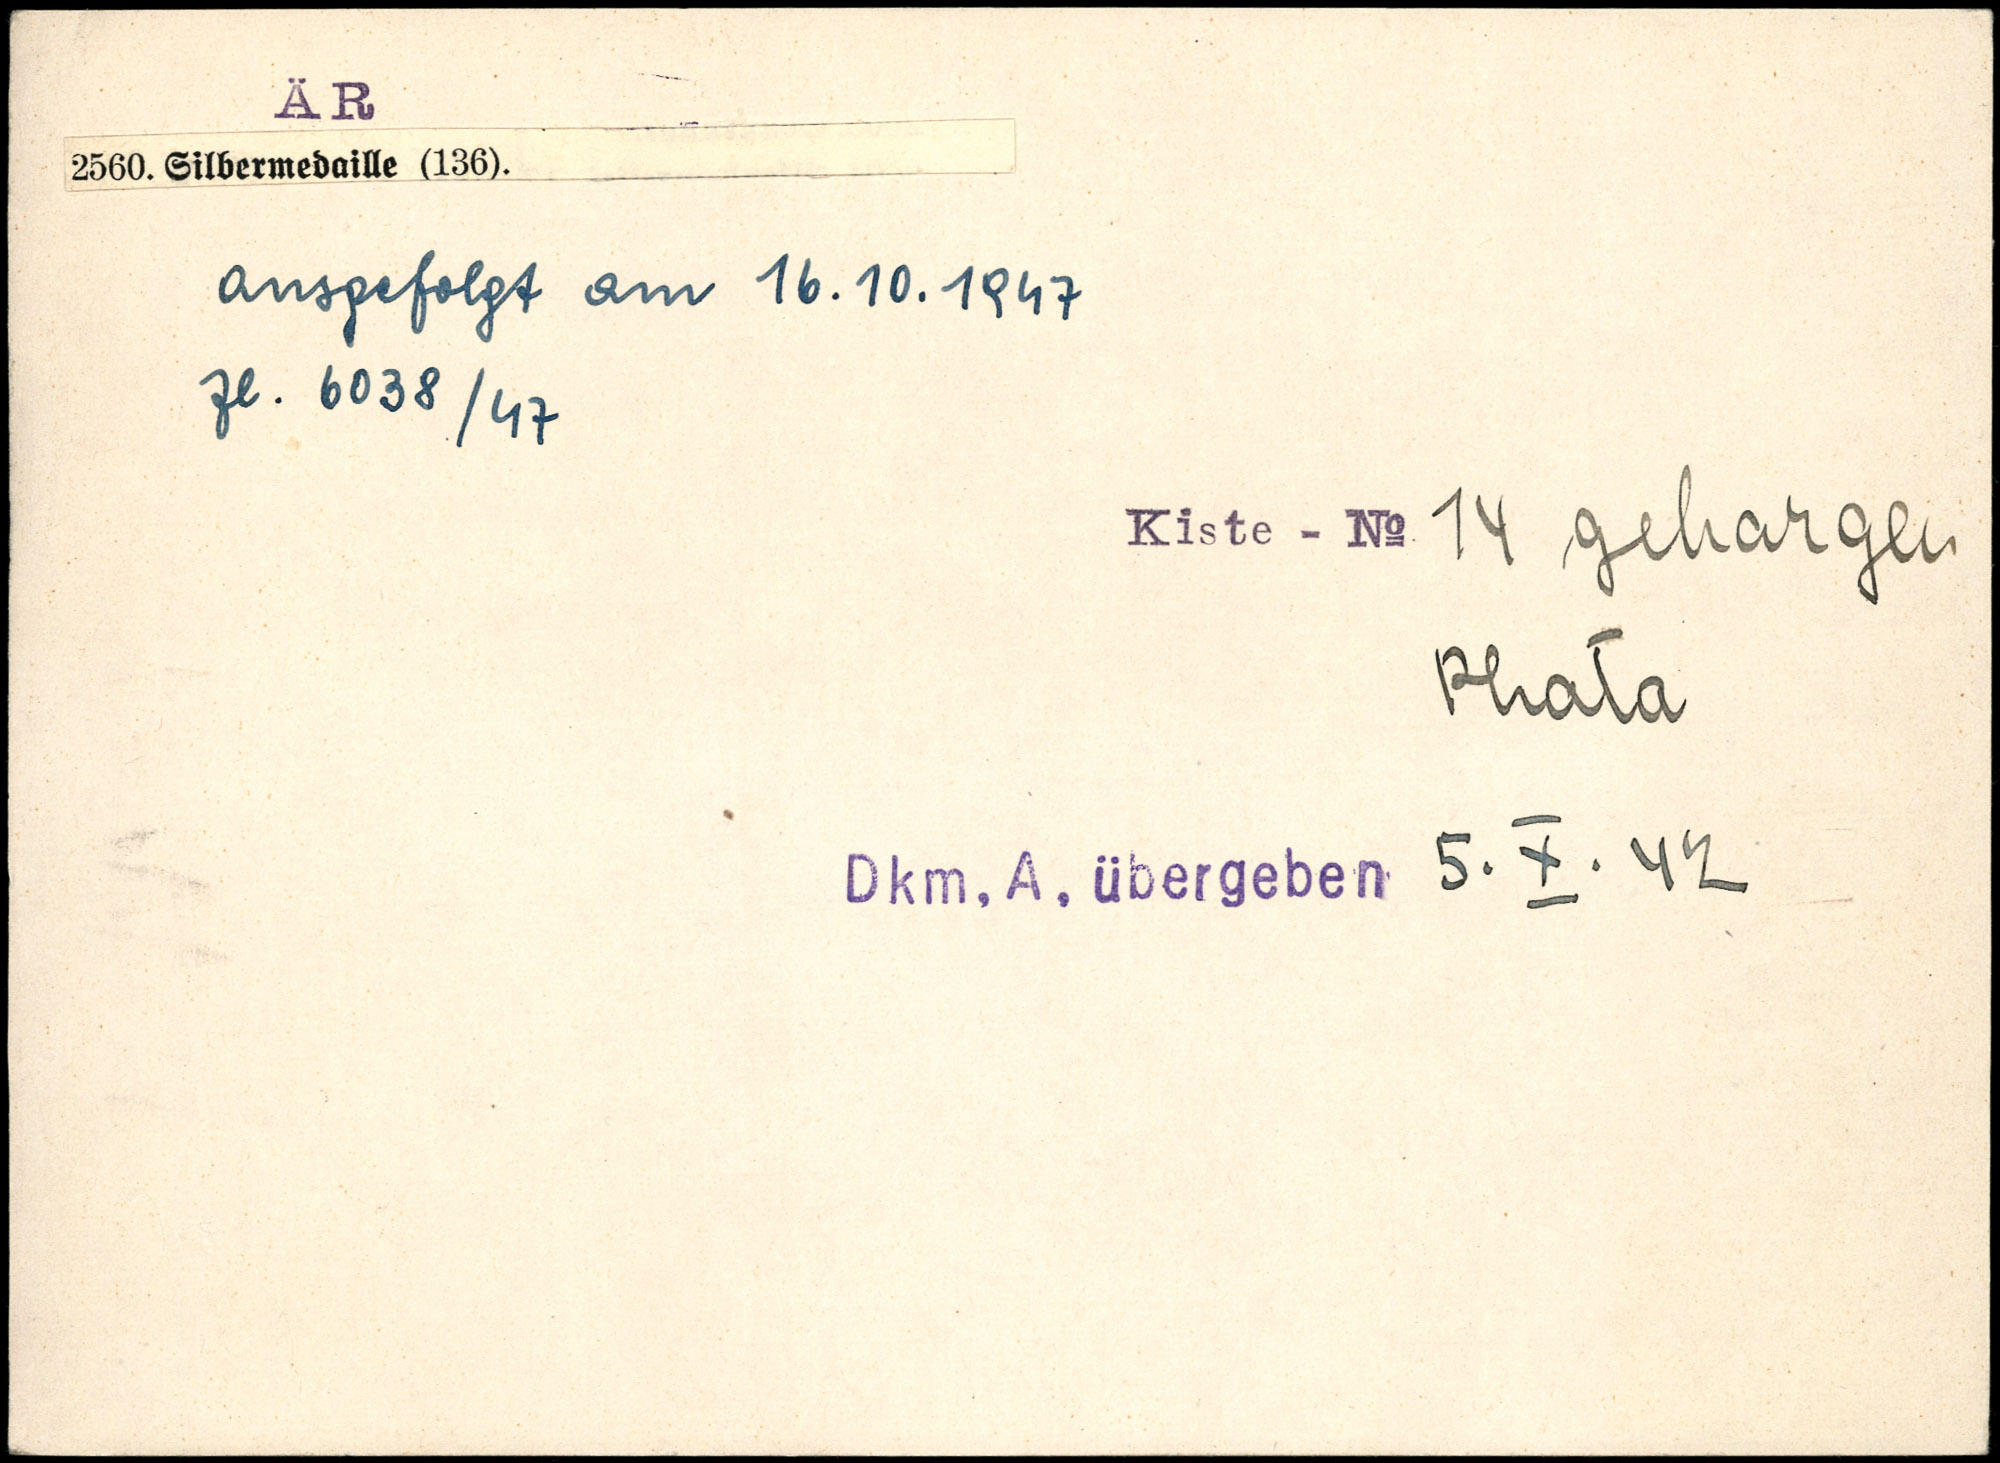 ÄR
2560. Silbermedaille (136).
ausgefolgt am 16.10.1947
Zl. 6038/47
Kiste - № 14 geborgen
Photo
Dkm. A. übergeben 5. X. 42